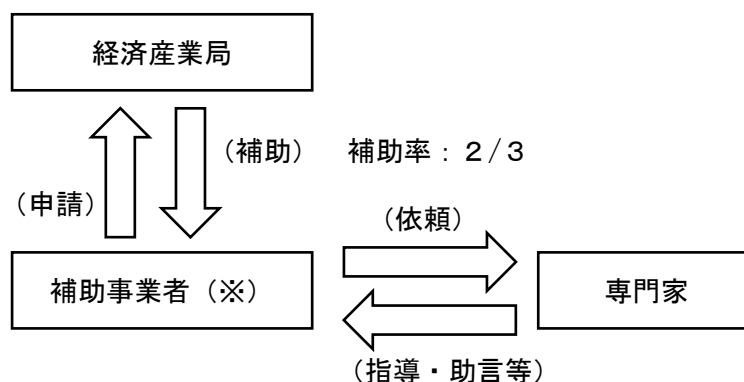 経済産業局
（補助）　補助率：２/３
（申請）
（依頼）
補助事業者（※）
専門家
（指導・助言等）